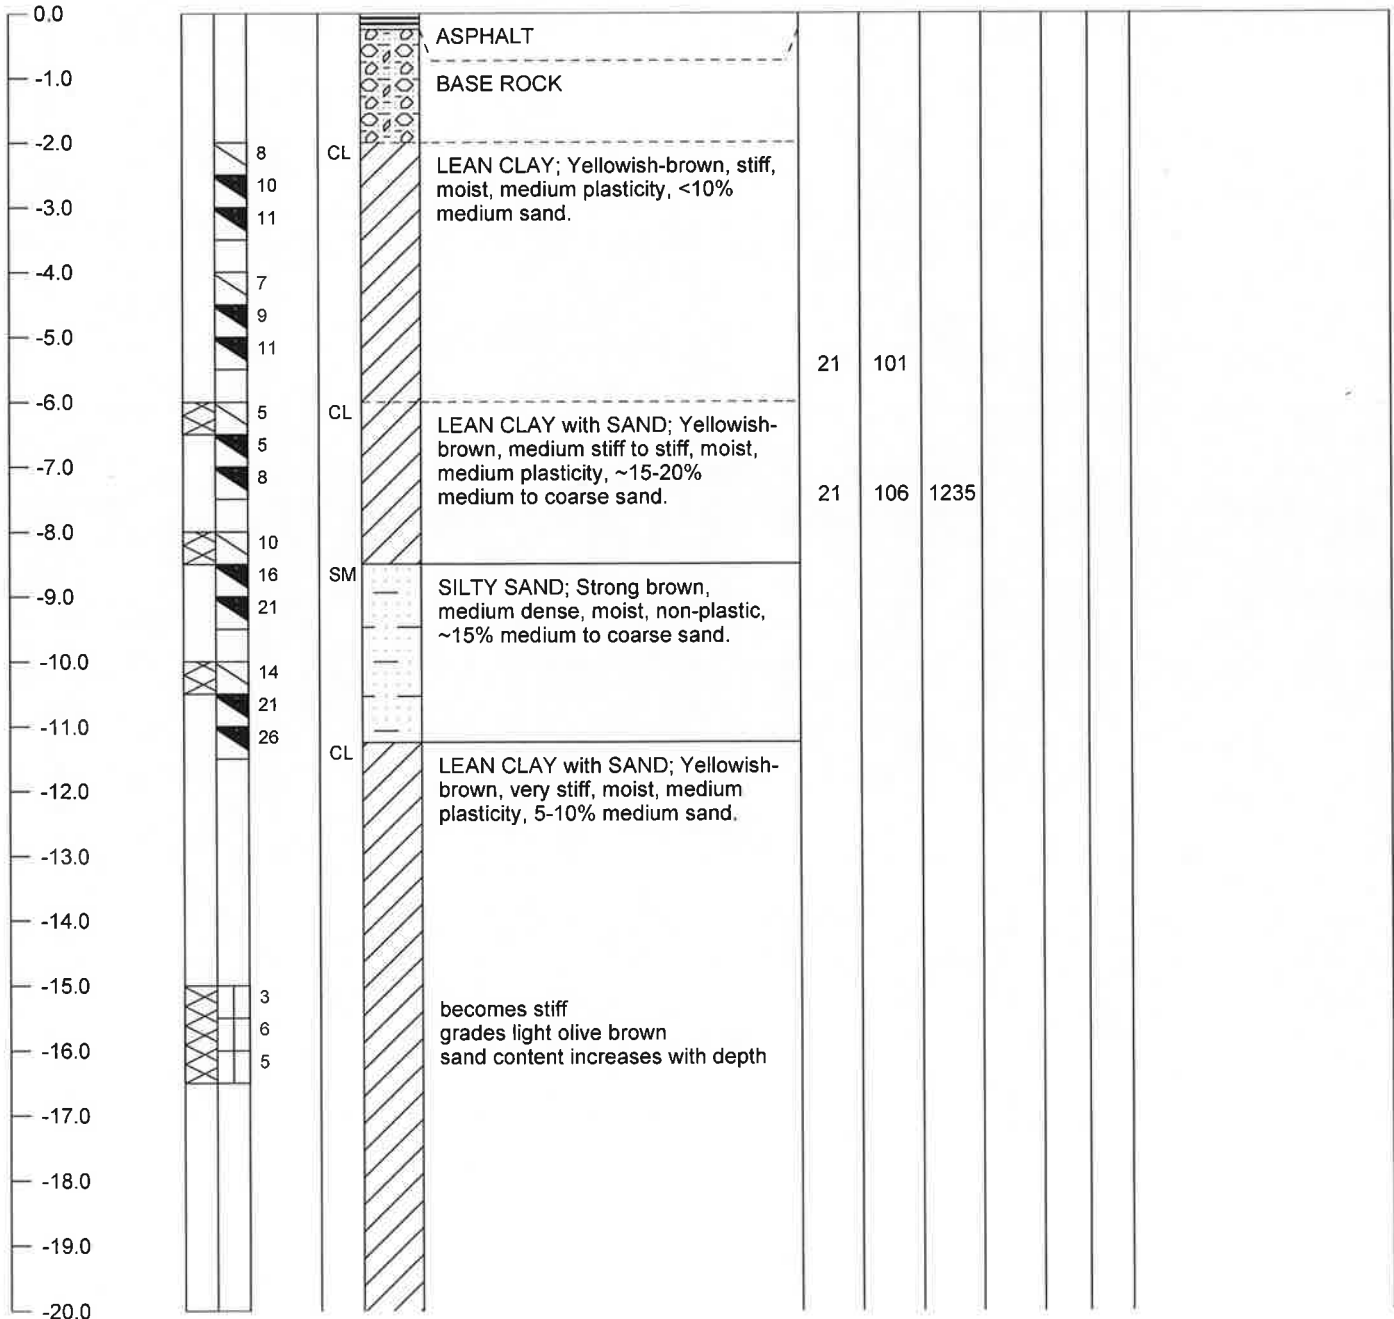 0.0
ASPHALT
-1.0
BASE ROCK
-2.0
8
CL
LEAN CLAY; Yellowish-brown, stiff,
moist, medium plasticity, <10%
medium sand.
10
-3.0
11
-4.0
7
9
-5.0
11
21 101
-6.0
5
CL
LEAN CLAY with SAND; Yellowish-
brown, medium stiff to stiff, moist,
medium plasticity, ~15-20%
medium to coarse sand.
5
-7.0
8
21 106 1235
-8.0
10
16
SM
SILTY SAND; Strong brown,
medium dense, moist, non-plastic,
~15% medium to coarse sand.
-9.0
21
-10.0
14
21
-11.0
26
CL
LEAN CLAY with SAND; Yellowish-
brown, very stiff, moist, medium
plasticity, 5-10% medium sand.
-12.0
-13.0
-14.0
-15.0
3
becomes stiff
grades light olive brown
sand content increases with depth
6
-16.0
5
-17.0
-18.0
-19.0
-20.0